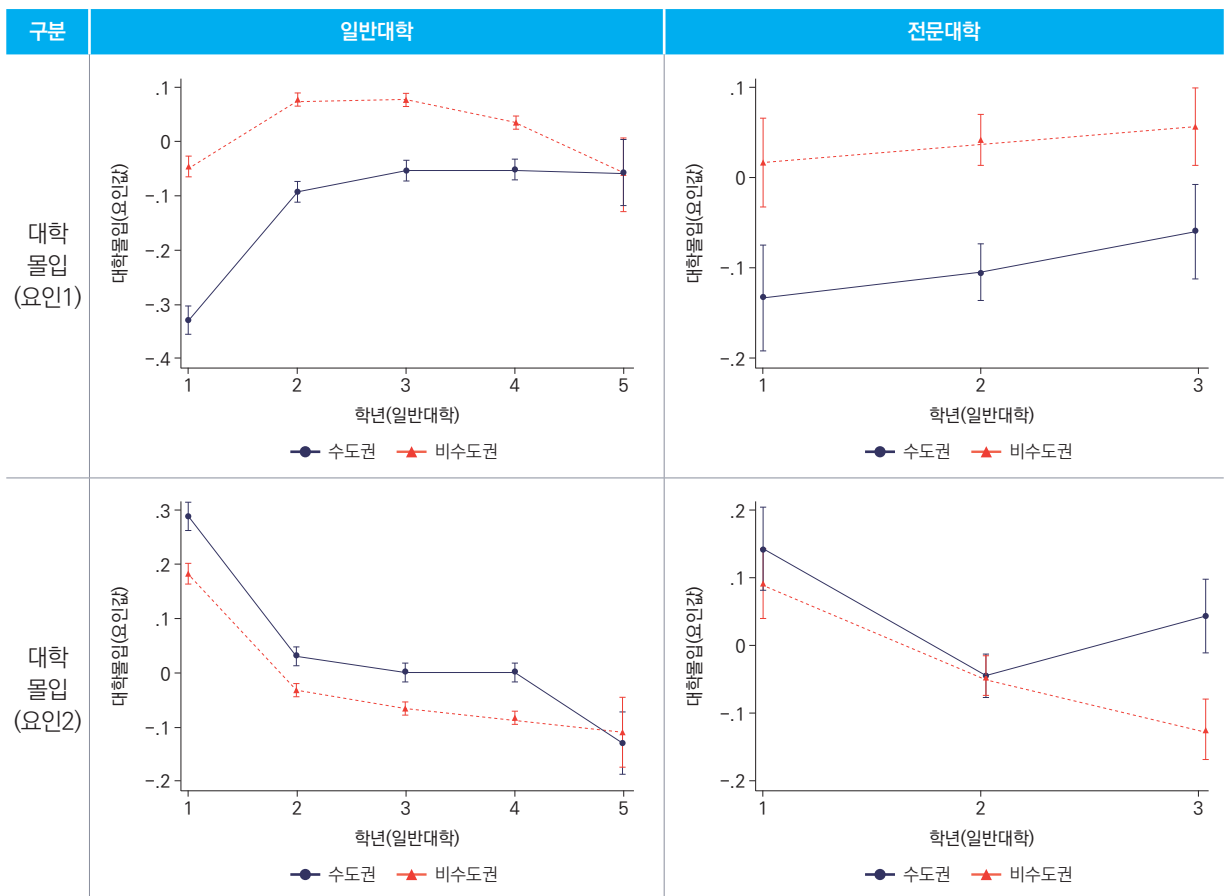 구분
일반대학
전문대학
대학
몰입
(요인1)
대학몰입(요인값)
.1
0
-.1
-.2
-.3
-.4
1 2 3 4 5
학년(일반대학)
수도권 비수도권
대학몰입(요인값)
.1
0
-.1
-.2
1 2 3
학년(일반대학)
수도권 비수도권
대학
몰입
(요인2)
대학몰입(요인값)
.3
.2
.1
0
-.1
-.2
1 2 3 4 5
학년(일반대학)
수도권 비수도권
대학몰입(요인값)
.2
.1
0
-.1
-.2
1 2 3
학년(일반대학)
수도권 비수도권